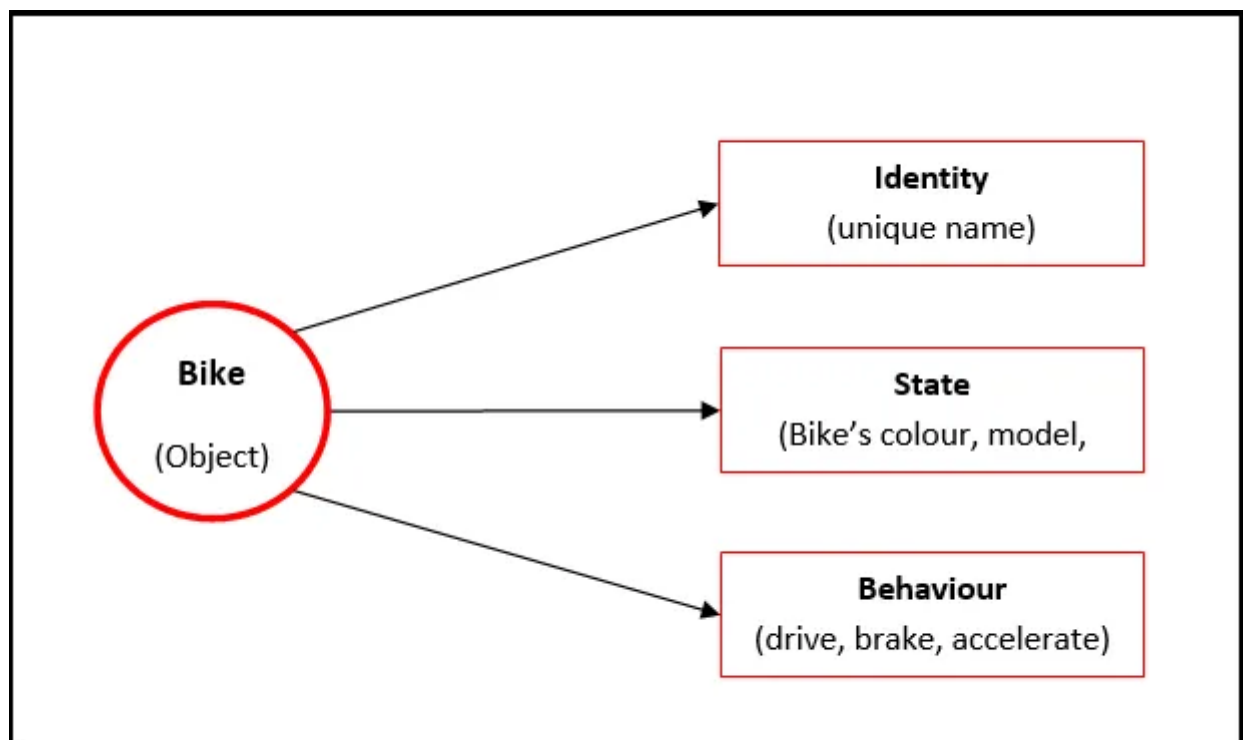 Bike
(Object)
Identity
(unique name)
State
(Bike’s colour, model,
Behaviour
(drive, brake, accelerate)